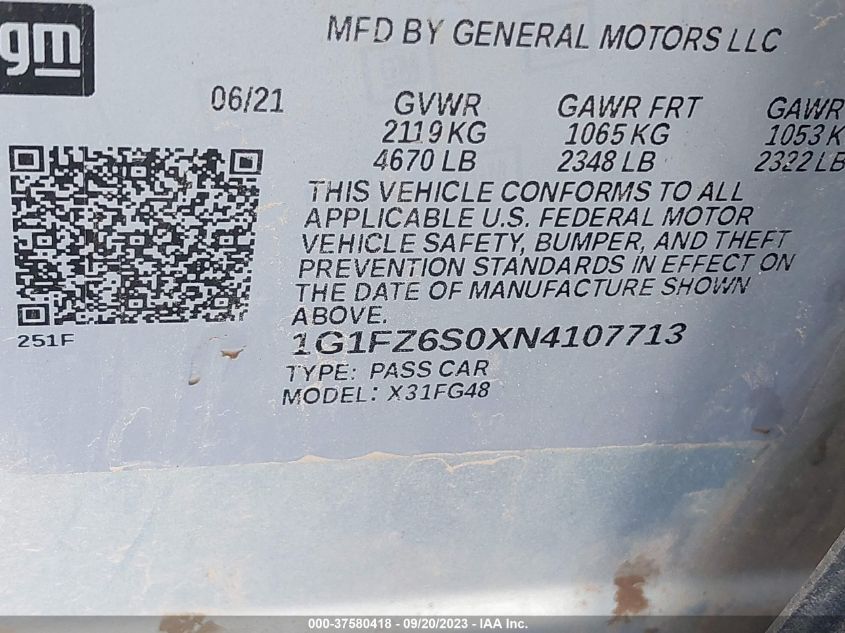 gm
MFD BY GENERAL MOTORS LLC
06/21 GVWR GAWR FRT GAWR
2119 KG 1065 KG 1053 K
4670 LB 2348 LB 2322 LB
THIS VEHICLE CONFORMS TO ALL
APPLICABLE U.S. FEDERAL MOTOR
VEHICLE SAFETY, BUMPER, AND THEFT
PREVENTION STANDARDS IN EFFECT ON
THE DATE OF MANUFACTURE SHOWN
ABOVE.
251F
1G1FZ6S0XN4107713
TYPE: PASS CAR
MODEL: X31FG48
000-37580418 - 09/20/2023 - IAA Inc.